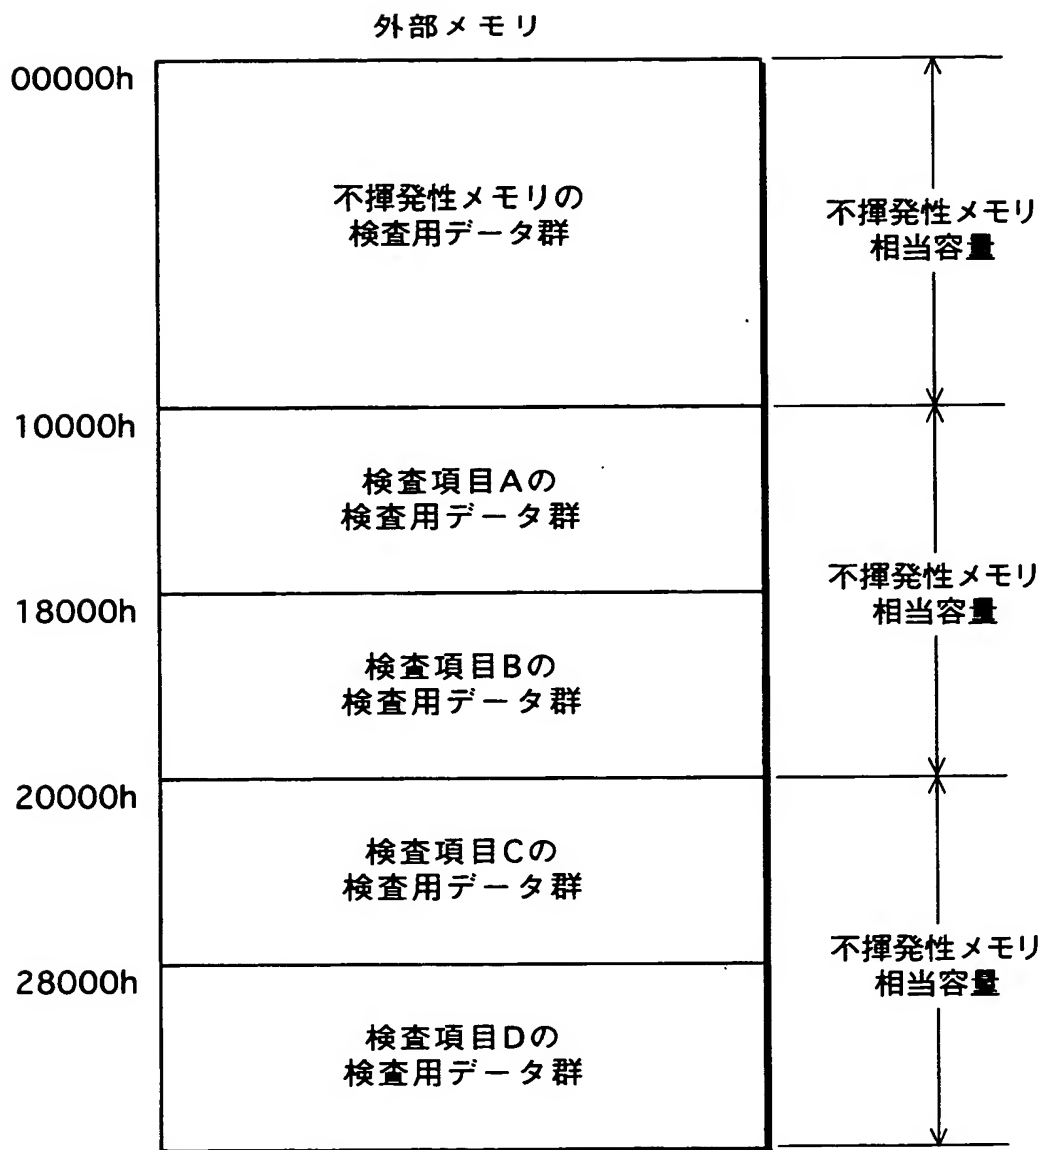 外部メモリ
00000h
不揮発性メモリの
検査用データ群
不揮発性メモリ
相当容量
10000h
検査項目Aの
検査用データ群
18000h
不揮発性メモリ
相当容量
検査項目Bの
検査用データ群
20000h
検査項目Cの
検査用データ群
28000h
不揮発性メモリ
相当容量
検査項目Dの
検査用データ群